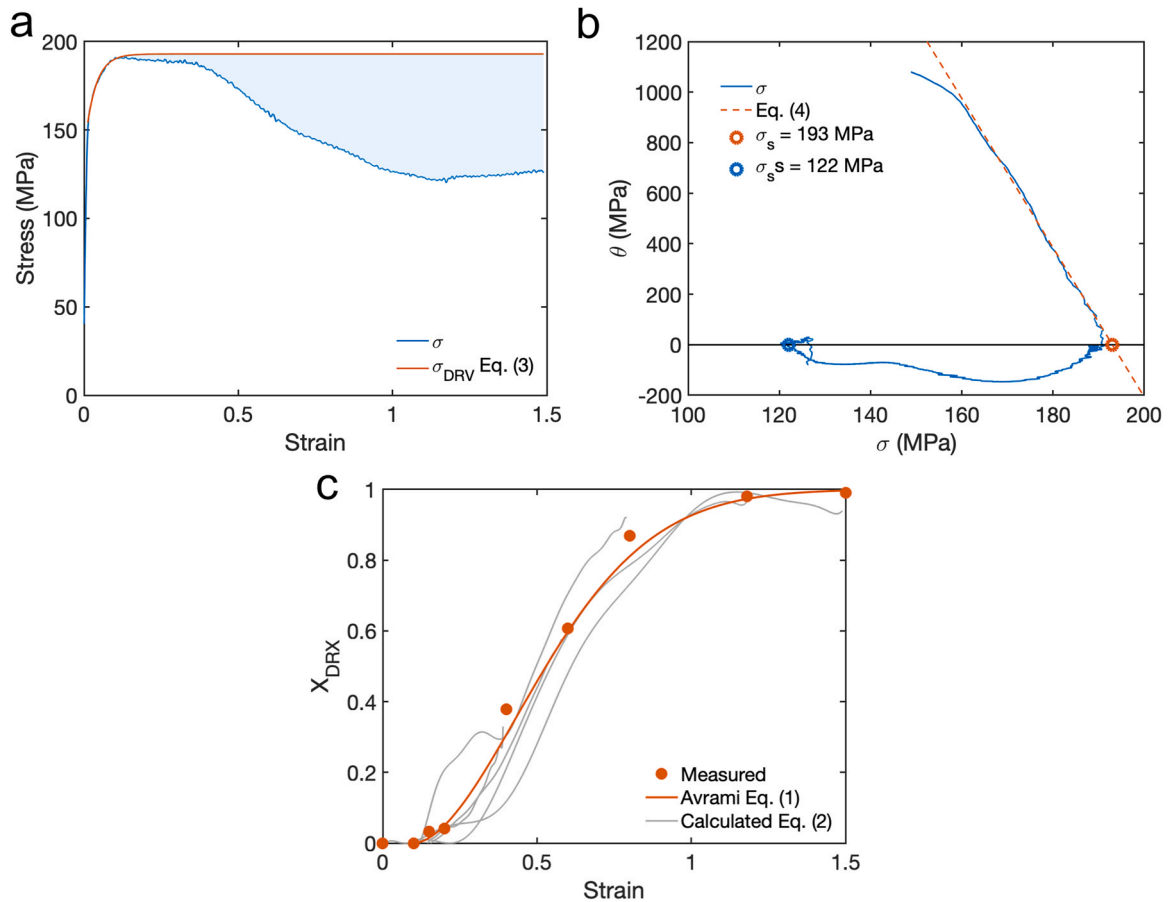 a
200
150
100
50
0
Stress (MPa)
σ
σDRV Eq. (3)
0
0.5
1
1.5
Strain
b
1200
1000
800
600
400
200
0
-200
θ (MPa)
σ
Eq. (4)
σs = 193 MPa
σss = 122 MPa
100
120
140
160
180
200
σ (MPa)
c
1
0.8
0.6
0.4
0.2
0
XDRX
Measured
Avrami Eq. (1)
Calculated Eq. (2)
0
0.5
1
1.5
Strain